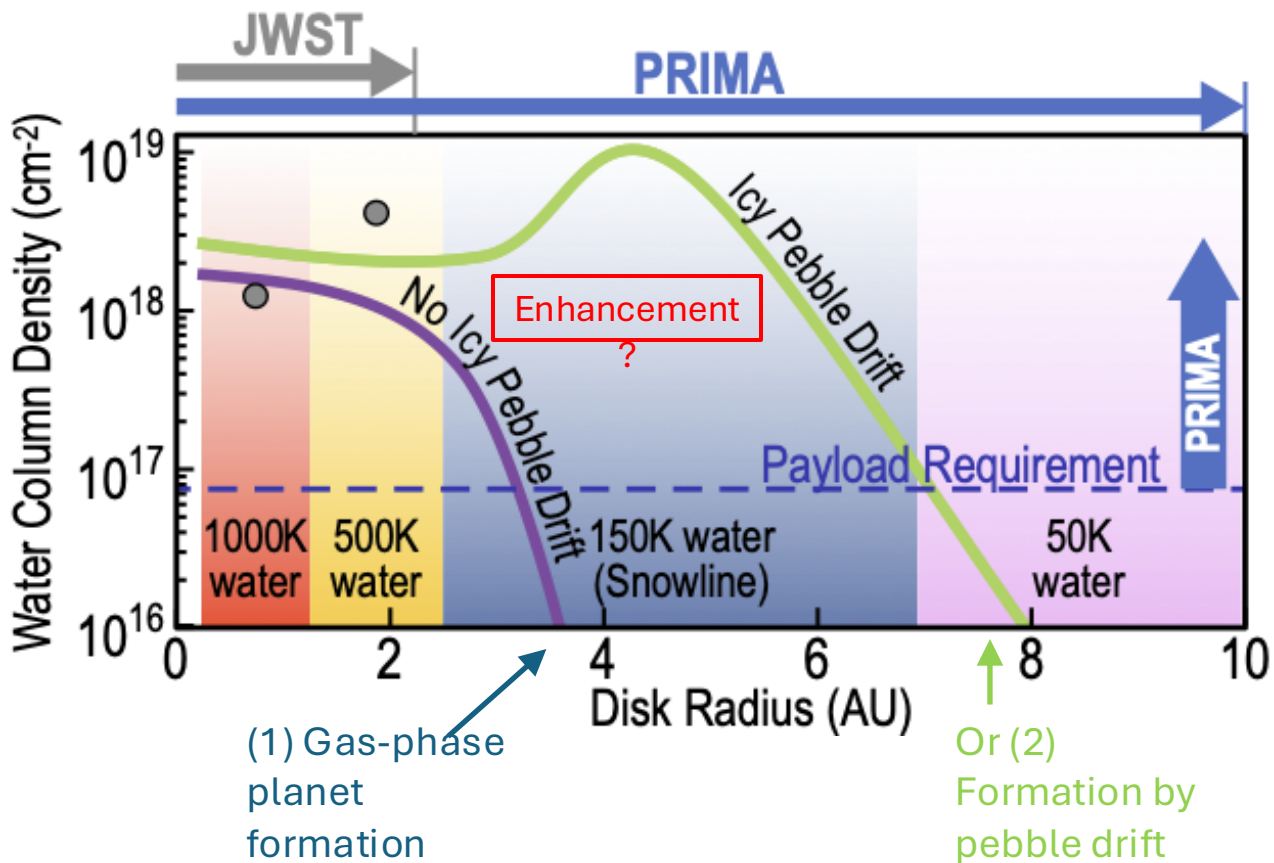 JWST
PRIMA
Water Column Density (cm⁻²)
10¹⁹
10¹⁸
10¹⁷
10¹⁶
No Icy Pebble Drift
Icy Pebble Drift
Enhancement
?
PRIMA
Payload Requirement
1000K
water
500K
water
150K water
(Snowline)
50K
water
0 2 4 6 8 10
Disk Radius (AU)
(1) Gas-phase
planet
formation
Or (2)
Formation by
pebble drift